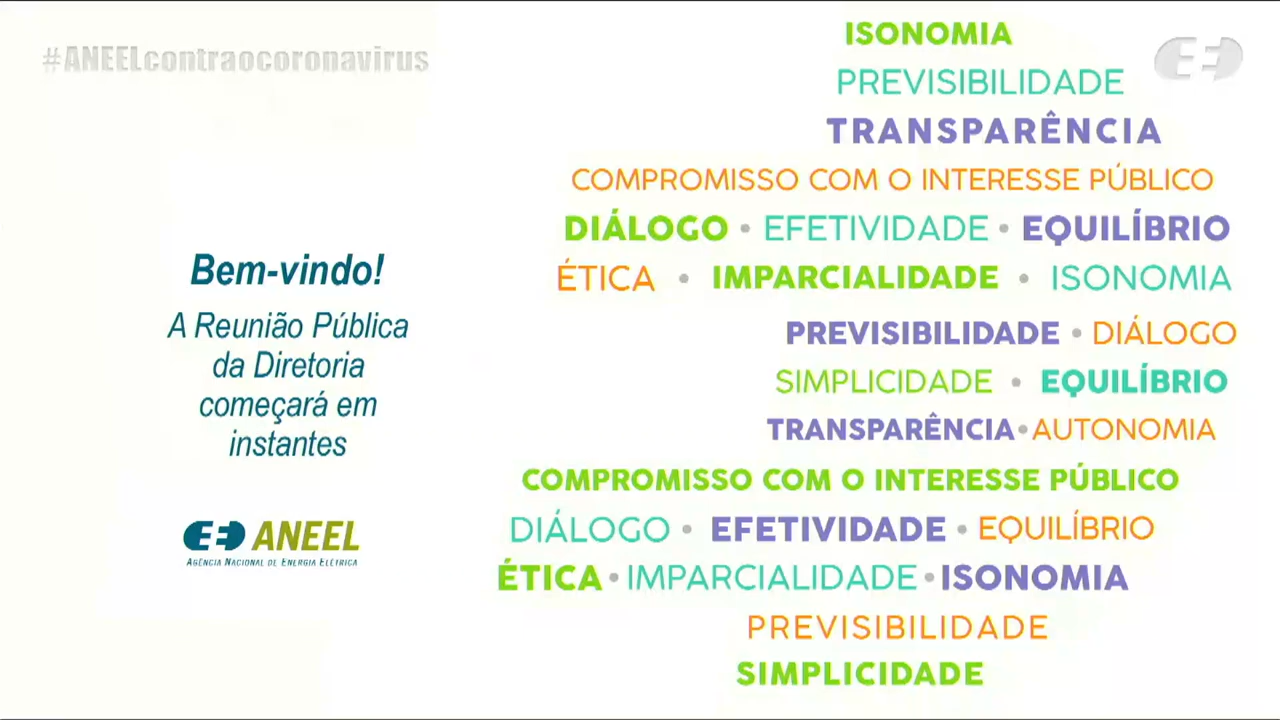 #ANEELcontraocoronavirus
Bem-vindo!
A Reunião Pública
da Diretoria
começará em
instantes
ANEEL
AGÊNCIA NACIONAL DE ENERGIA ELÉTRICA
ISONOMIA
PREVISIBILIDADE
TRANSPARÊNCIA
COMPROMISSO COM O INTERESSE PÚBLICO
DIÁLOGO • EFETIVIDADE • EQUILÍBRIO
ÉTICA • IMPARCIALIDADE • ISONOMIA
PREVISIBILIDADE • DIÁLOGO
SIMPLICIDADE • EQUILÍBRIO
TRANSPARÊNCIA • AUTONOMIA
COMPROMISSO COM O INTERESSE PÚBLICO
DIÁLOGO • EFETIVIDADE • EQUILÍBRIO
ÉTICA • IMPARCIALIDADE • ISONOMIA
PREVISIBILIDADE
SIMPLICIDADE